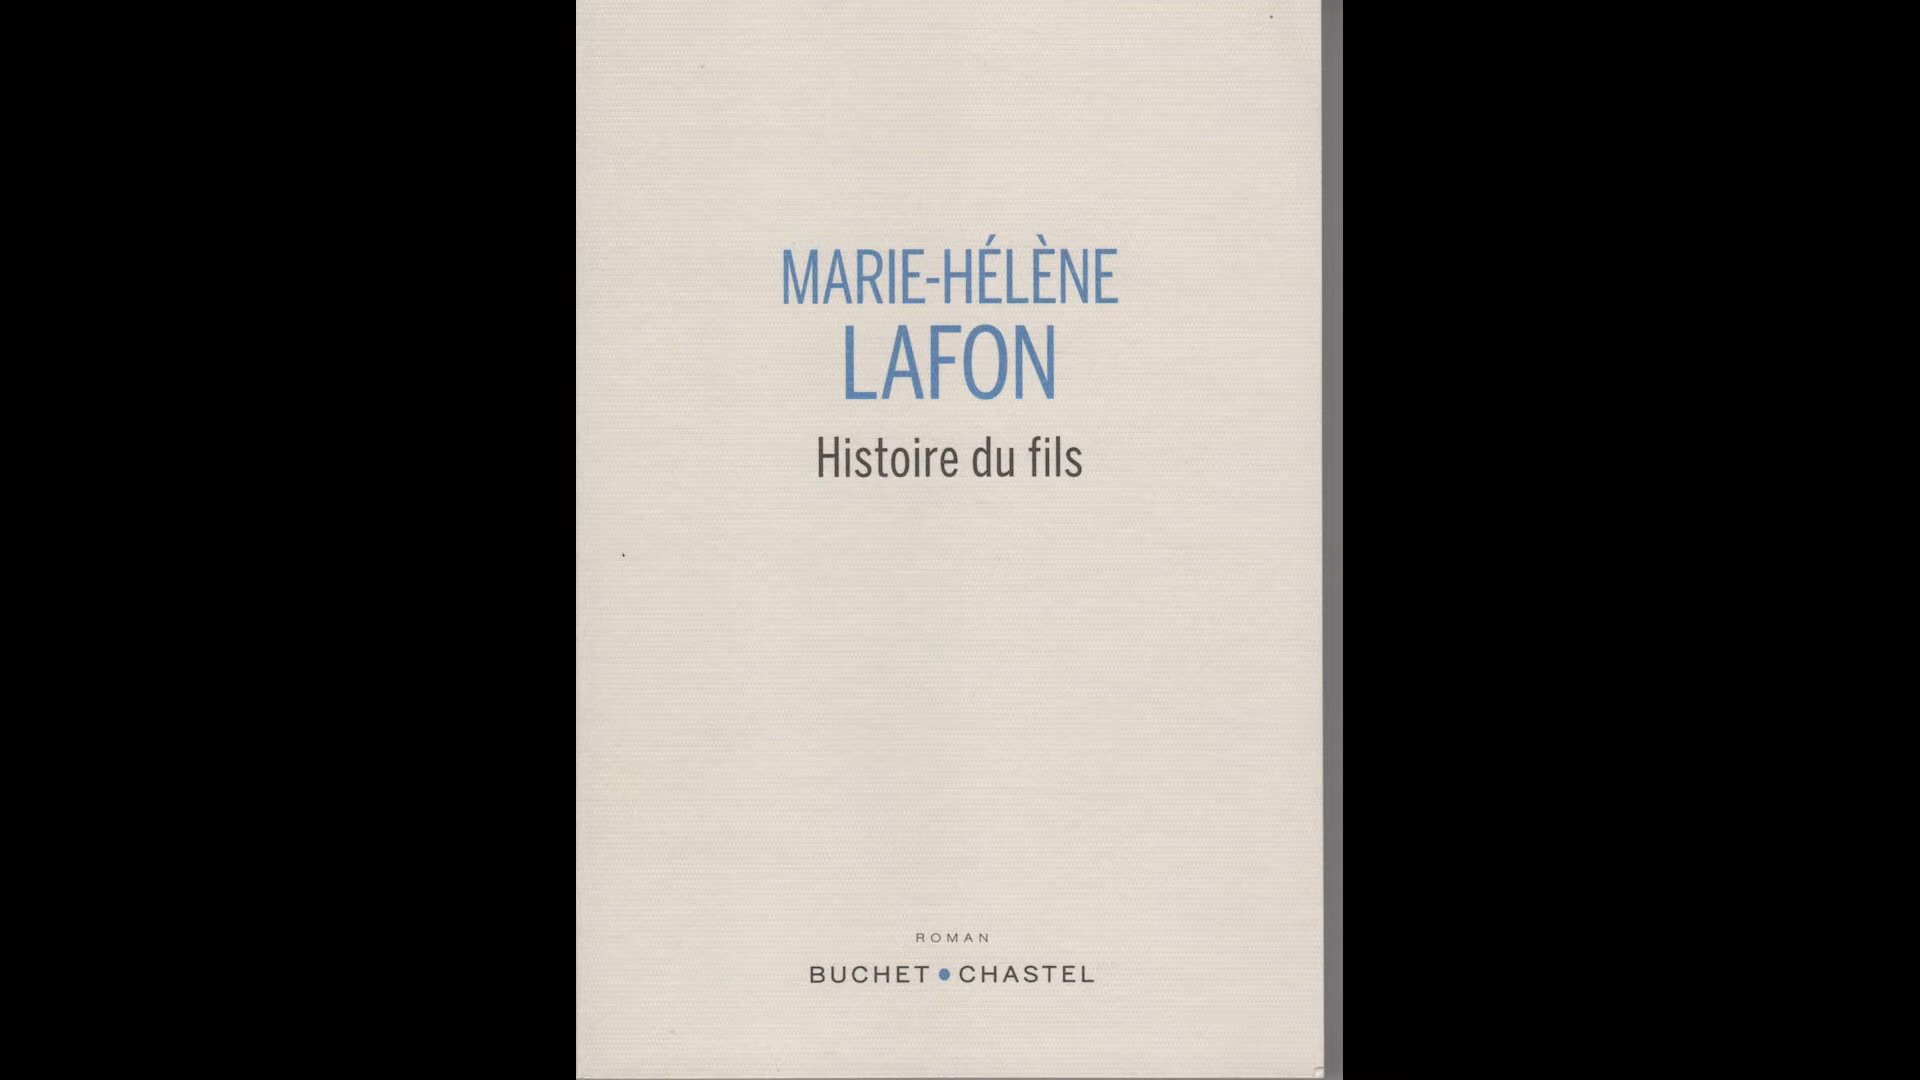 MARIE-HÉLÈNE
LAFON
Histoire du fils
ROMAN
BUCHET • CHASTEL